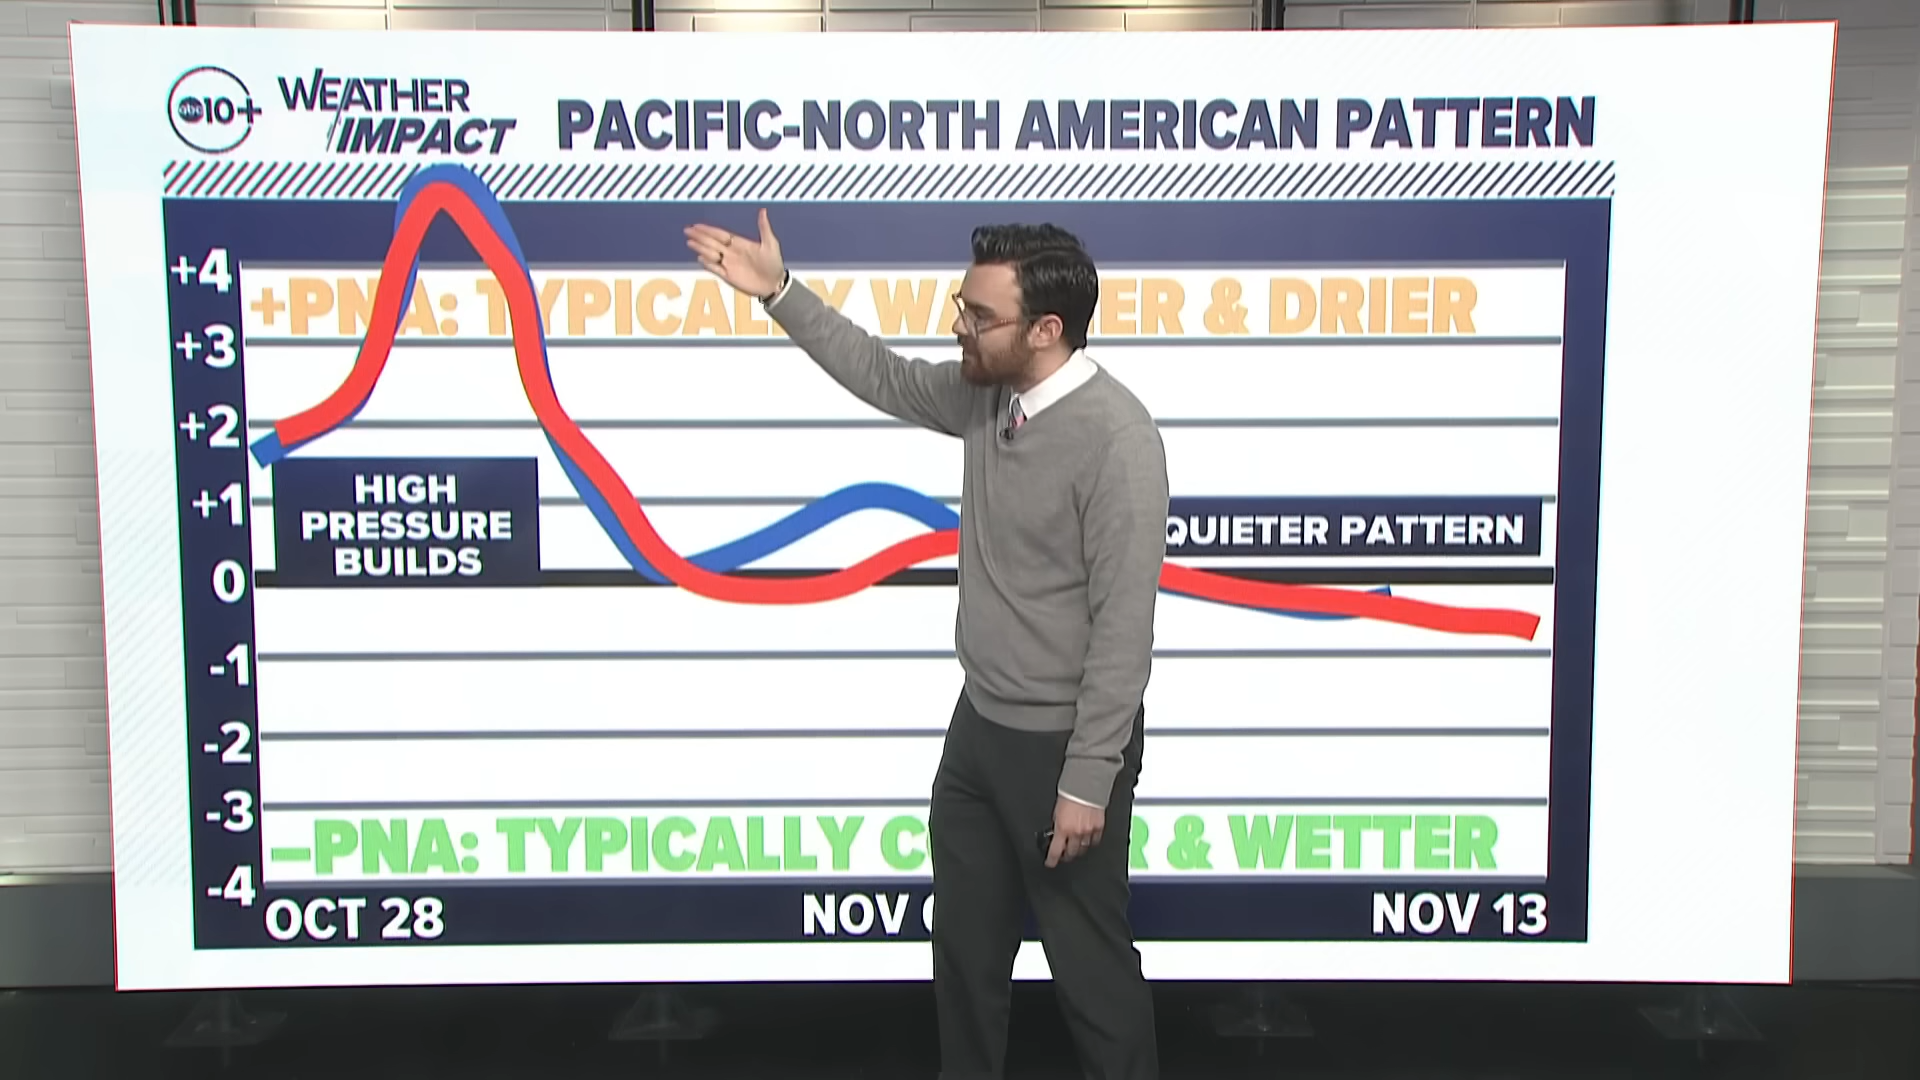 abc10+ WEATHER IMPACT
PACIFIC-NORTH AMERICAN PATTERN
+4
+PNA: TYPICALLY & DRIER
+3
+2
HIGH
PRESSURE
BUILDS
+1
QUIETER PATTERN
0
-1
-2
-3
–PNA: TYPICALLY & WETTER
-4
OCT 28
NOV
NOV 13